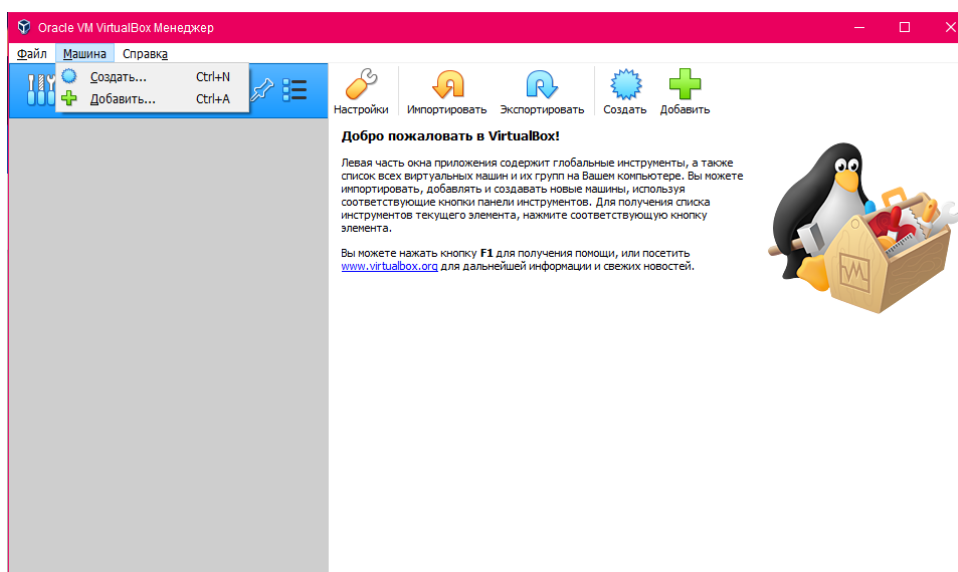 Oracle VM VirtualBox Менеджер
Файл Машина Справка
Создать... Ctrl+N
Добавить... Ctrl+A
Настройки Импортировать Экспортировать Создать Добавить
Добро пожаловать в VirtualBox!
Левая часть окна приложения содержит глобальные инструменты, а также
список всех виртуальных машин и их групп на Вашем компьютере. Вы можете
импортировать, добавлять и создавать новые машины, используя
соответствующие кнопки панели инструментов. Для получения списка
инструментов текущего элемента, нажмите соответствующую кнопку
элемента.
Вы можете нажать кнопку F1 для получения помощи, или посетить
www.virtualbox.org для дальнейшей информации и свежих новостей.